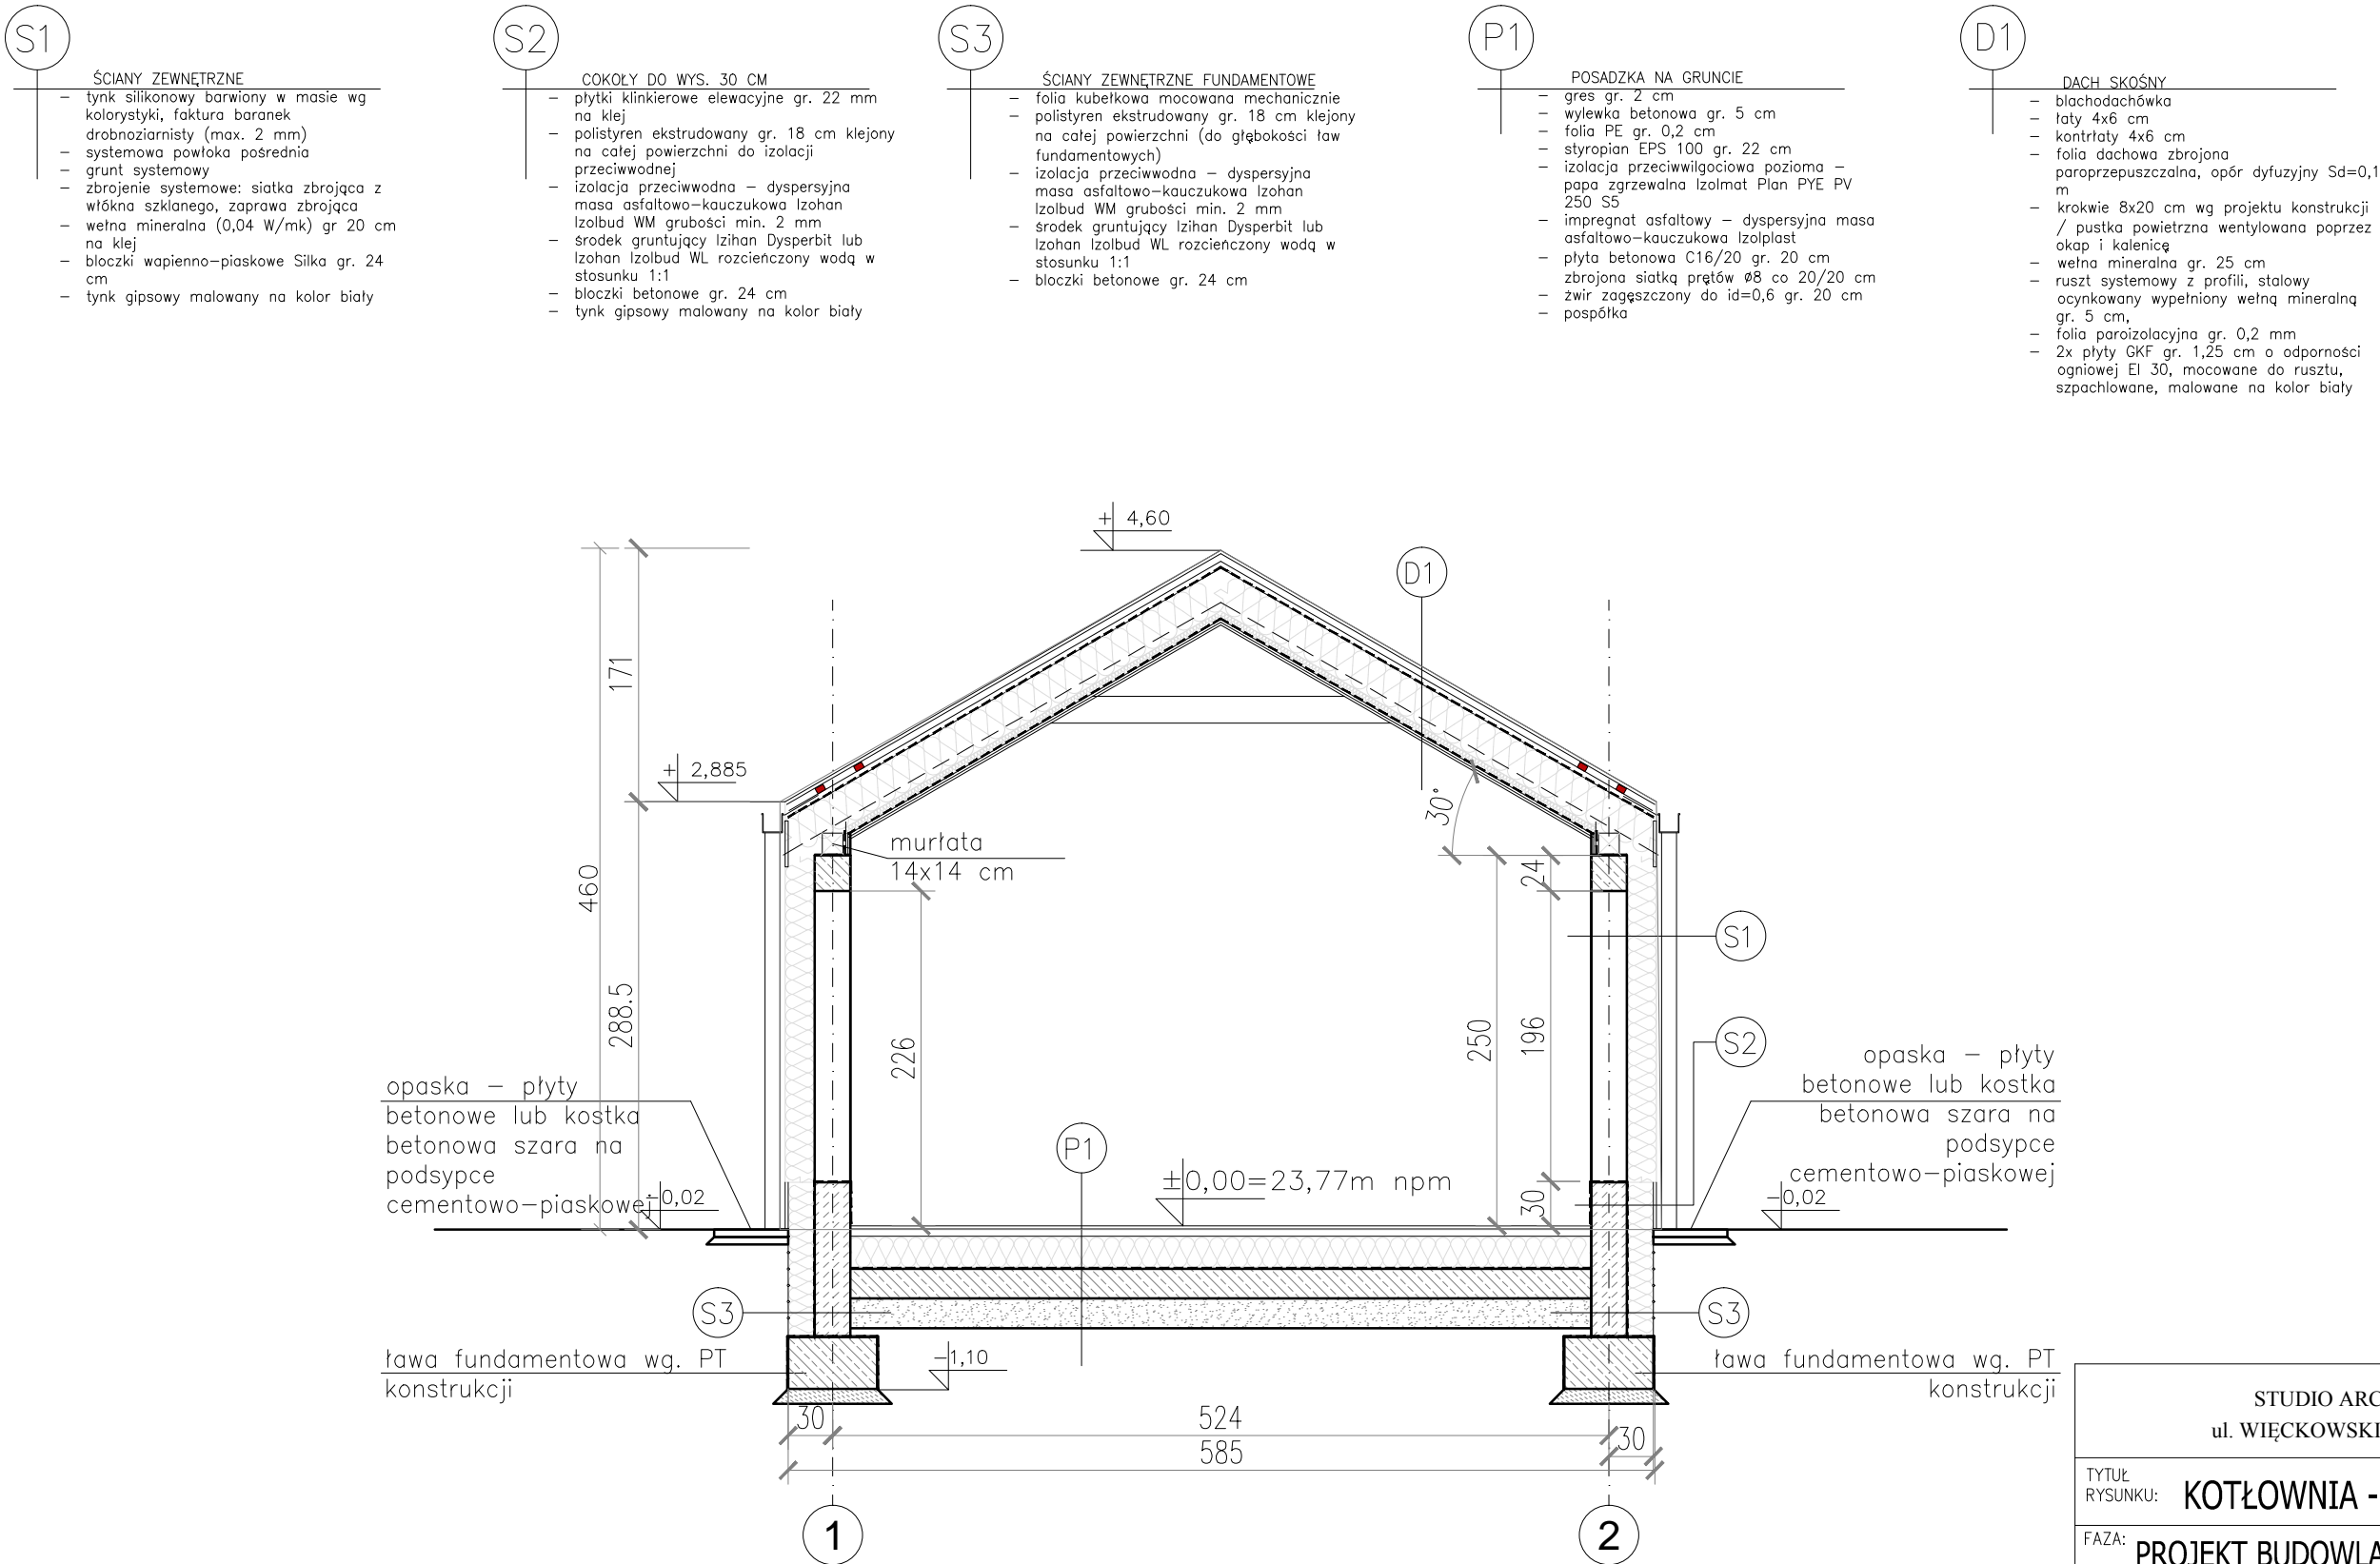 S1
ŚCIANY ZEWNĘTRZNE
– tynk silikonowy barwiony w masie wg
kolorystyki, faktura baranek
drobnoziarnisty (max. 2 mm)
– systemowa powłoka pośrednia
– grunt systemowy
– zbrojenie systemowe: siatka zbrojąca z
włókna szklanego, zaprawa zbrojąca
– wełna mineralna (0,04 W/mk) gr 20 cm
na klej
– bloczki wapienno–piaskowe Silka gr. 24
cm
– tynk gipsowy malowany na kolor biały
S2
COKOŁY DO WYS. 30 CM
– płytki klinkierowe elewacyjne gr. 22 mm
na klej
– polistyren ekstrudowany gr. 18 cm klejony
na całej powierzchni do izolacji
przeciwwodnej
– izolacja przeciwwodna – dyspersyjna
masa asfaltowo–kauczukowa Izohan
Izolbud WM grubości min. 2 mm
– środek gruntujący Izihan Dysperbit lub
Izohan Izolbud WL rozcieńczony wodą w
stosunku 1:1
– bloczki betonowe gr. 24 cm
– tynk gipsowy malowany na kolor biały
S3
ŚCIANY ZEWNĘTRZNE FUNDAMENTOWE
– folia kubełkowa mocowana mechanicznie
– polistyren ekstrudowany gr. 18 cm klejony
na całej powierzchni (do głębokości ław
fundamentowych)
– izolacja przeciwwodna – dyspersyjna
masa asfaltowo–kauczukowa Izohan
Izolbud WM grubości min. 2 mm
– środek gruntujący Izihan Dysperbit lub
Izohan Izolbud WL rozcieńczony wodą w
stosunku 1:1
– bloczki betonowe gr. 24 cm
P1
POSADZKA NA GRUNCIE
– gres gr. 2 cm
– wylewka betonowa gr. 5 cm
– folia PE gr. 0,2 cm
– styropian EPS 100 gr. 22 cm
– izolacja przeciwwilgociowa pozioma –
papa zgrzewalna Izolmat Plan PYE PV
250 S5
– impregnat asfaltowy – dyspersyjna masa
asfaltowo–kauczukowa Izolplast
– płyta betonowa C16/20 gr. 20 cm
zbrojona siatką prętów ø8 co 20/20 cm
– żwir zagęszczony do id=0,6 gr. 20 cm
– pospółka
D1
DACH SKOŚNY
– blachodachówka
– łaty 4x6 cm
– kontrłaty 4x6 cm
– folia dachowa zbrojona
paroprzepuszczalna, opór dyfuzyjny Sd=0,1
m
– krokwie 8x20 cm wg projektu konstrukcji
/ pustka powietrzna wentylowana poprzez
okap i kalenicę
– wełna mineralna gr. 25 cm
– ruszt systemowy z profili, stalowy
ocynkowany wypełniony wełną mineralną
gr. 5 cm,
– folia paroizolacyjna gr. 0,2 mm
– 2x płyty GKF gr. 1,25 cm o odporności
ogniowej EI 30, mocowane do rusztu,
szpachlowane, malowane na kolor biały
+ 4,60
D1
171
+ 2,885
30°
murłata
14x14 cm
460
24
S1
288.5
226
250
196
S2
opaska – płyty
betonowe lub kostka
betonowa szara na
podsypce
cementowo–piaskowej
–0,02
P1
±0,00=23,77m npm
30
opaska – płyty
betonowe lub kostka
betonowa szara na
podsypce
cementowo–piaskowej
–0,02
S3
S3
ława fundamentowa wg. PT
konstrukcji
–1,10
ława fundamentowa wg. PT
konstrukcji
30
524
30
585
1
2
STUDIO ARC
ul. WIĘCKOWSKI
TYTUŁ
RYSUNKU: KOTŁOWNIA -
FAZA: PROJEKT BUDOWLA